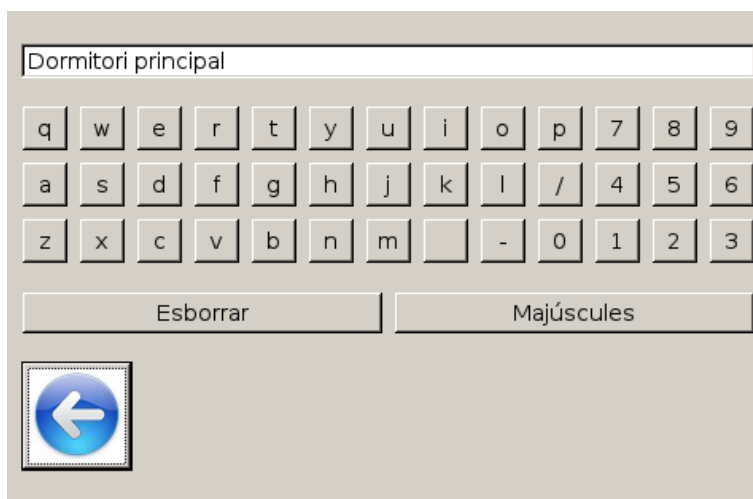 Dormitori principal
q w e r t y u i o p 7 8 9
a s d f g h j k l / 4 5 6
z x c v b n m - 0 1 2 3
Esborrar Majúscules